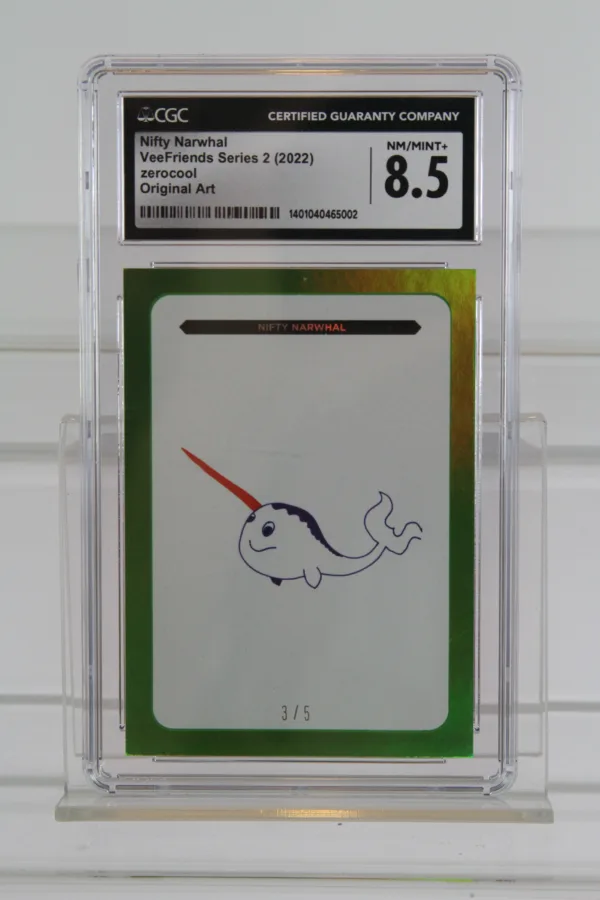 CGC
CERTIFIED GUARANTY COMPANY
Nifty Narwhal
VeeFriends Series 2 (2022)
zerocool
Original Art
NM/MINT+
8.5
1401040465002
NIFTY NARWHAL
3/5